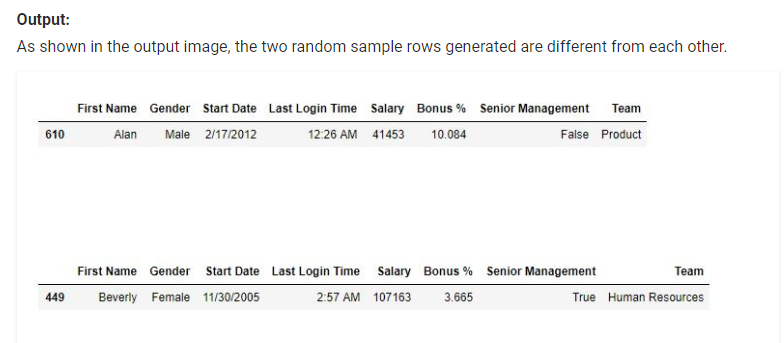 Output:
As shown in the output image, the two random sample rows generated are different from each other.
First Name Gender Start Date Last Login Time Salary Bonus % Senior Management Team
610 Alan Male 2/17/2012 12:26 AM 41453 10.084 False Product
First Name Gender Start Date Last Login Time Salary Bonus % Senior Management Team
449 Beverly Female 11/30/2005 2:57 AM 107163 3.665 True Human Resources